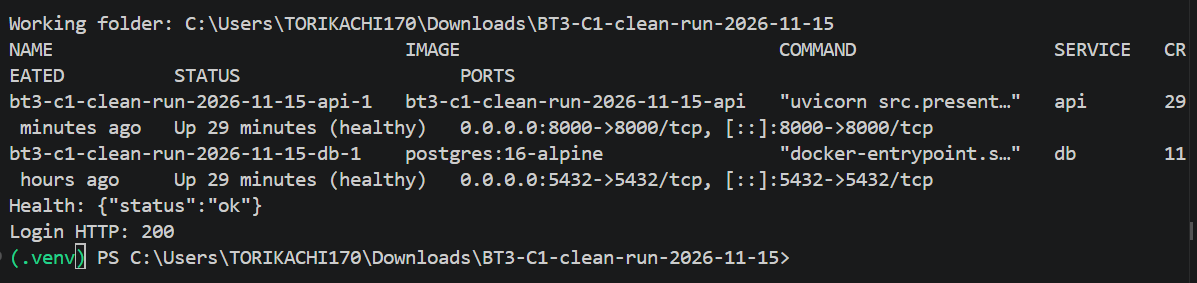 Working folder: C:\Users\TORIKACHI170\Downloads\BT3-C1-clean-run-2026-11-15
NAME                             IMAGE                            COMMAND                  SERVICE   CR
EATED          STATUS                    PORTS
bt3-c1-clean-run-2026-11-15-api-1   bt3-c1-clean-run-2026-11-15-api   "uvicorn src.present…"   api       29
 minutes ago   Up 29 minutes (healthy)   0.0.0.0:8000->8000/tcp, [::]:8000->8000/tcp
bt3-c1-clean-run-2026-11-15-db-1    postgres:16-alpine                "docker-entrypoint.s…"   db        11
 hours ago     Up 29 minutes (healthy)   0.0.0.0:5432->5432/tcp, [::]:5432->5432/tcp
Health: {"status":"ok"}
Login HTTP: 200
(.venv) PS C:\Users\TORIKACHI170\Downloads\BT3-C1-clean-run-2026-11-15>